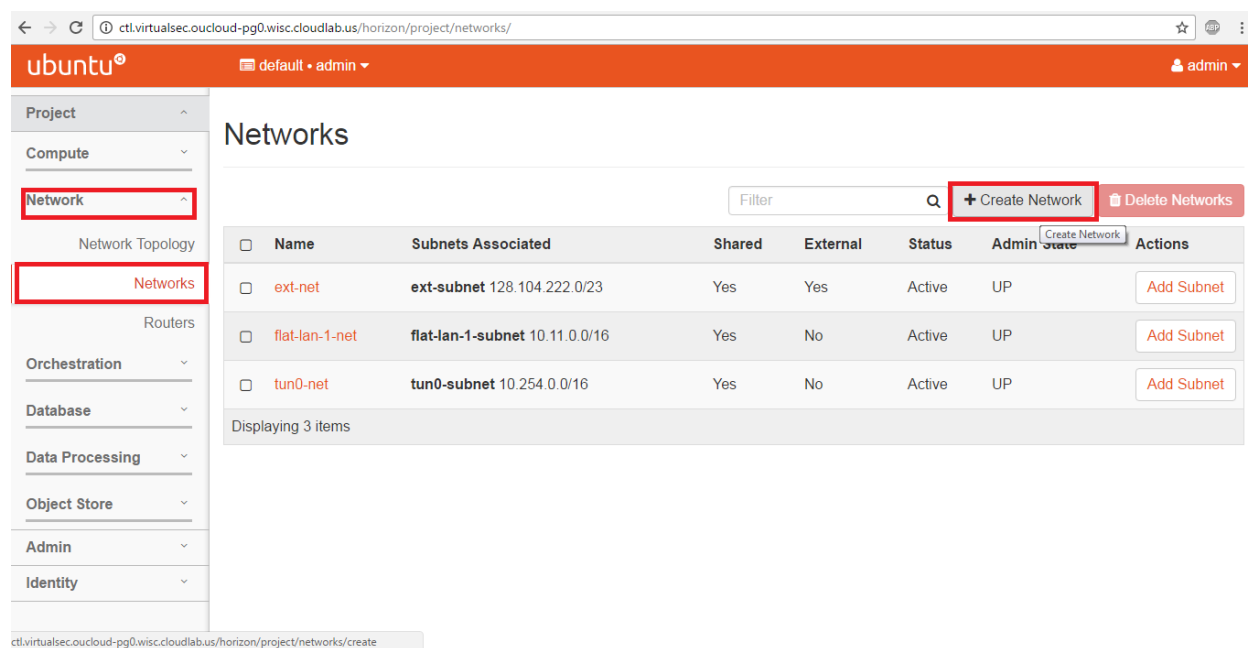 ctl.virtualsec.oucloud-pg0.wisc.cloudlab.us/horizon/project/networks/
ubuntu
default • admin
admin
Project
Compute
Network
Network Topology
Networks
Routers
Orchestration
Database
Data Processing
Object Store
Admin
Identity
Networks
Filter
+ Create Network
Delete Networks
Create Network
Name Subnets Associated Shared External Status Admin State Actions
ext-net ext-subnet 128.104.222.0/23 Yes Yes Active UP Add Subnet
flat-lan-1-net flat-lan-1-subnet 10.11.0.0/16 Yes No Active UP Add Subnet
tun0-net tun0-subnet 10.254.0.0/16 Yes No Active UP Add Subnet
Displaying 3 items
ctl.virtualsec.oucloud-pg0.wisc.cloudlab.us/horizon/project/networks/create